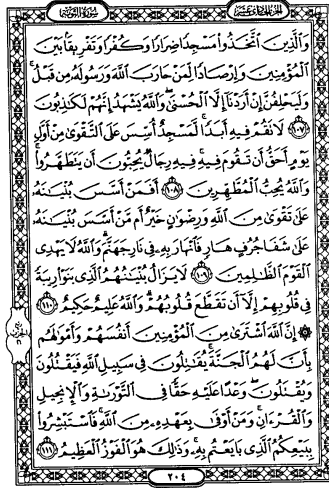 الجزء الحادي عشر سورة التوبة
وَالَّذِينَ اتَّخَذُوا مَسْجِدًا ضِرَارًا وَكُفْرًا وَتَفْرِيقًا بَيْنَ
الْمُؤْمِنِينَ وَإِرْصَادًا لِّمَنْ حَارَبَ اللَّهَ وَرَسُولَهُ مِن قَبْلُ ۚ
وَلَيَحْلِفُنَّ إِنْ أَرَدْنَا إِلَّا الْحُسْنَىٰ ۖ وَاللَّهُ يَشْهَدُ إِنَّهُمْ لَكَاذِبُونَ
﴿١٠٧﴾ لَا تَقُمْ فِيهِ أَبَدًا ۚ لَّمَسْجِدٌ أُسِّسَ عَلَى التَّقْوَىٰ مِنْ أَوَّلِ
يَوْمٍ أَحَقُّ أَن تَقُومَ فِيهِ ۚ فِيهِ رِجَالٌ يُحِبُّونَ أَن يَتَطَهَّرُوا ۚ
وَاللَّهُ يُحِبُّ الْمُطَّهِّرِينَ ﴿١٠٨﴾ أَفَمَنْ أَسَّسَ بُنْيَانَهُ
عَلَىٰ تَقْوَىٰ مِنَ اللَّهِ وَرِضْوَانٍ خَيْرٌ أَم مَّنْ أَسَّسَ بُنْيَانَهُ
عَلَىٰ شَفَا جُرُفٍ هَارٍ فَانْهَارَ بِهِ فِي نَارِ جَهَنَّمَ ۗ وَاللَّهُ لَا يَهْدِي
الْقَوْمَ الظَّالِمِينَ ﴿١٠٩﴾ لَا يَزَالُ بُنْيَانُهُمُ الَّذِي بَنَوْا رِيبَةً
فِي قُلُوبِهِمْ إِلَّا أَن تَقَطَّعَ قُلُوبُهُمْ ۗ وَاللَّهُ عَلِيمٌ حَكِيمٌ ﴿١١٠﴾
۞ إِنَّ اللَّهَ اشْتَرَىٰ مِنَ الْمُؤْمِنِينَ أَنفُسَهُمْ وَأَمْوَالَهُم
بِأَنَّ لَهُمُ الْجَنَّةَ ۚ يُقَاتِلُونَ فِي سَبِيلِ اللَّهِ فَيَقْتُلُونَ
وَيُقْتَلُونَ ۖ وَعْدًا عَلَيْهِ حَقًّا فِي التَّوْرَاةِ وَالْإِنجِيلِ
وَالْقُرْآنِ ۚ وَمَنْ أَوْفَىٰ بِعَهْدِهِ مِنَ اللَّهِ ۚ فَاسْتَبْشِرُوا
بِبَيْعِكُمُ الَّذِي بَايَعْتُم بِهِ ۚ وَذَٰلِكَ هُوَ الْفَوْزُ الْعَظِيمُ ﴿١١١﴾
٢٠٤